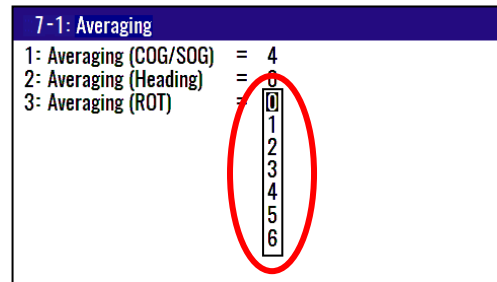 7-1: Averaging
1: Averaging (COG/SOG) = 4
2: Averaging (Heading) =
3: Averaging (ROT) = 0
1
2
3
4
5
6